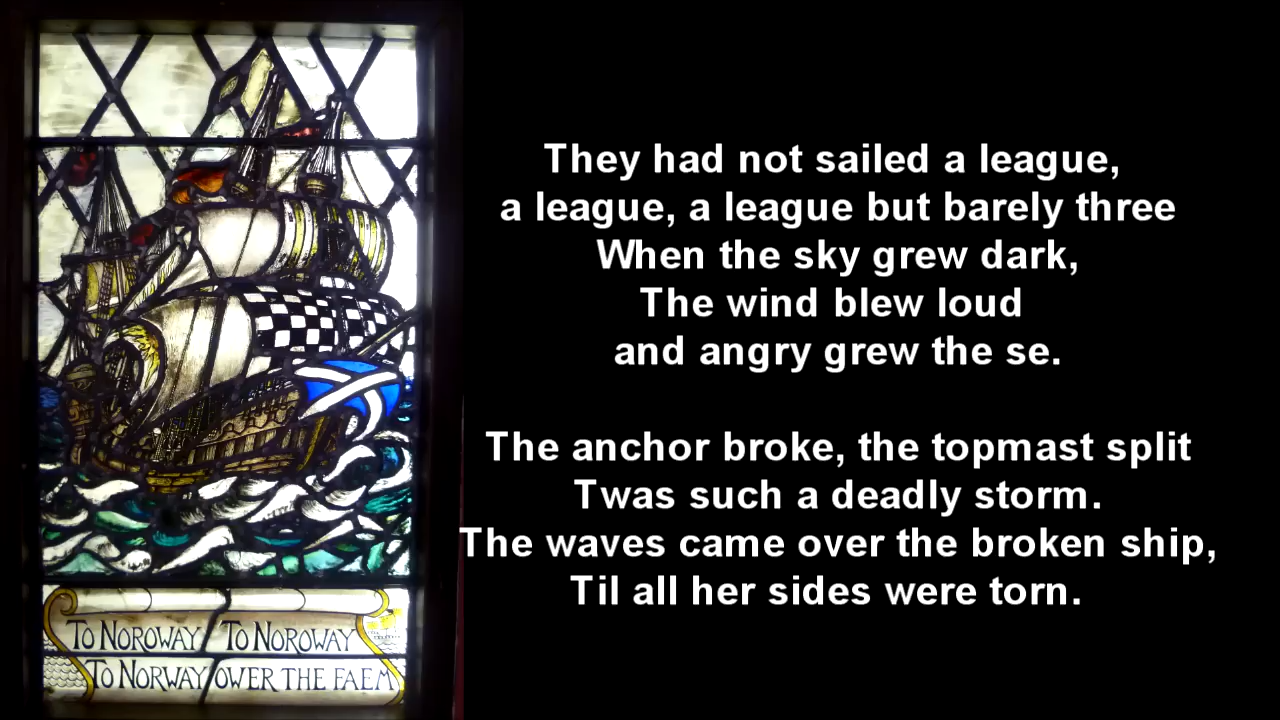 They had not sailed a league,
a league, a league but barely three
When the sky grew dark,
The wind blew loud
and angry grew the se.
The anchor broke, the topmast split
Twas such a deadly storm.
The waves came over the broken ship,
Til all her sides were torn.
TO NOROWAY TO NOROWAY
TO NORWAY OWER THE FAEM